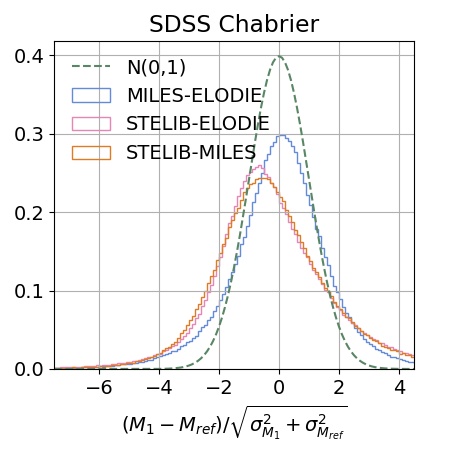 SDSS Chabrier
N(0,1)
MILES-ELODIE
STELIB-ELODIE
STELIB-MILES
0.4
0.3
0.2
0.1
0.0
−6 −4 −2 0 2 4
(M₁ − M_ref)/√(σ²_M₁ + σ²_M_ref)